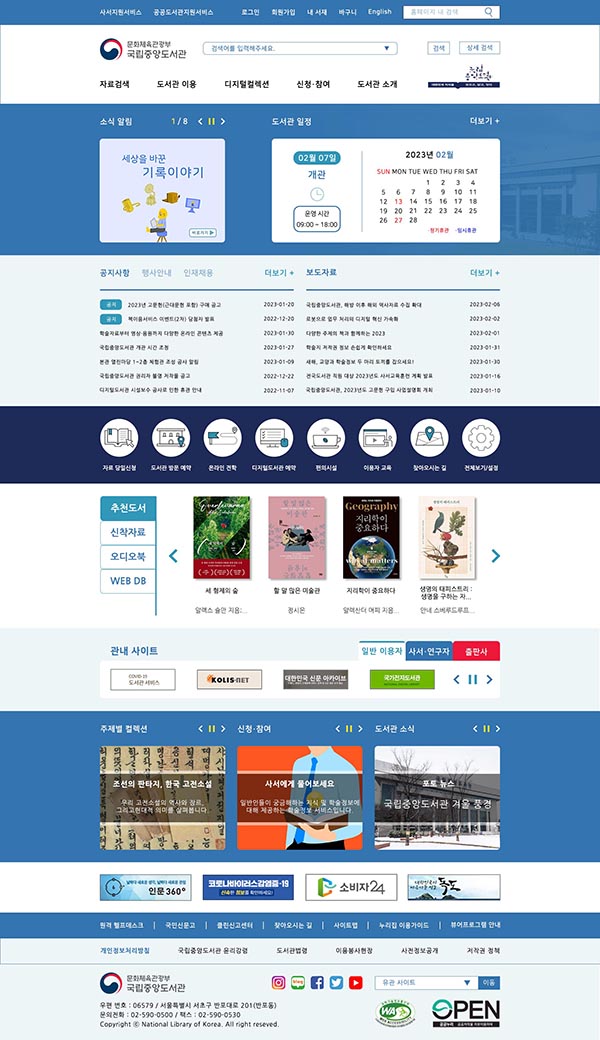 사서지원서비스 공공도서관지원서비스 로그인 회원가입 내 서재 바구니 English 홈페이지 내 검색
문화체육관광부
국립중앙도서관
검색어를 입력해주세요. 검색 상세 검색
자료검색 도서관 이용 디지털컬렉션 신청·참여 도서관 소개
소식 알림 1 / 8
도서관 일정 더보기 +
세상을 바꾼
기록이야기
바로가기
02월 07일
개관
운영 시간
09:00 ~ 18:00
2023년 02월
SUN MON TUE WED THU FRI SAT
1 2 3 4
5 6 7 8 9 10 11
12 13 14 15 16 17 18
19 20 21 22 23 24 25
26 27 28
·정기휴관 ·임시휴관
공지사항 행사안내 인재채용 더보기 +
공지 2023년 고문헌(근대문헌 포함) 구매 공고 2023-01-20
공지 책이음서비스 이벤트(2차) 당첨자 발표 2022-12-20
학술자료부터 영상·음원까지 다양한 온라인 콘텐츠 제공 2023-01-30
국립중앙도서관 개관 시간 조정 2023-01-27
본관 열린마당 1~2층 체험관 조성 공사 알림 2023-01-09
국립중앙도서관 권리자 불명 저작물 공고 2022-12-22
디지털도서관 시설보수 공사로 인한 휴관 안내 2022-11-07
보도자료 더보기 +
국립중앙도서관, 해방 이후 해외 역사자료 수집 확대 2023-02-06
로봇으로 업무 처리의 디지털 혁신 가속화 2023-02-02
다양한 주제의 책과 함께하는 2023 2023-02-01
학술지 저작권 정보 손쉽게 확인하세요 2023-01-31
새해, 교양과 학술정보 두 마리 토끼를 잡으세요! 2023-01-30
전국도서관 직원 대상 2023년도 사서교육훈련 계획 발표 2023-01-16
국립중앙도서관, 2023년도 고문헌 구입 사업설명회 개최 2023-01-10
자료 당일신청 도서관 방문 예약 온라인 견학 디지털도서관 예약 편의시설 이용자 교육 찾아오시는 길 전체보기/설정
추천도서
신착자료
오디오북
WEB DB
Geography
지리학이
중요하다
세 형제의 숲
알렉스 슐만 지음;...
할 말 많은 미술관
정시몬
지리학이 중요하다
알렉산더 머피 지음...
생명의 태피스트리 :
생명을 구하는 자...
안내 스베루드루프...
관내 사이트 일반 이용자 사서·연구자 출판사
COVID-19
도서관 서비스
KOLIS-NET
대한민국 신문 아카이브
국가전자도서관
주제별 컬렉션
조선의 판타지, 한국 고전소설
우리 고전소설의 역사와 장르,
그리고현대적 의미를 살펴봅니다.
신청·참여
사서에게 물어보세요
일반인들이 궁금해하는 지식 및 학술정보에
대해 제공하는 학술정보 서비스입니다.
도서관 소식
포토 뉴스
국립중앙도서관 겨울 풍경
인문360°
코로나바이러스감염증-19
소비자24
독도
원격 헬프데스크 | 국민신문고 | 클린신고센터 | 찾아오시는 길 | 사이트맵 | 누리집 이용가이드 | 뷰어프로그램 안내
개인정보처리방침 국립중앙도서관 윤리강령 도서관법령 이용봉사헌장 사전정보공개 저작권 정책
문화체육관광부
국립중앙도서관
blog
유관 사이트 이동
우편 번호 : 06579 / 서울특별시 서초구 반포대로 201(반포동)
문의전화 : 02-590-0500 / 팩스 : 02-590-0530
Copyright ⓒ National Library of Korea. All right reseved.
WA
OPEN
공공누리